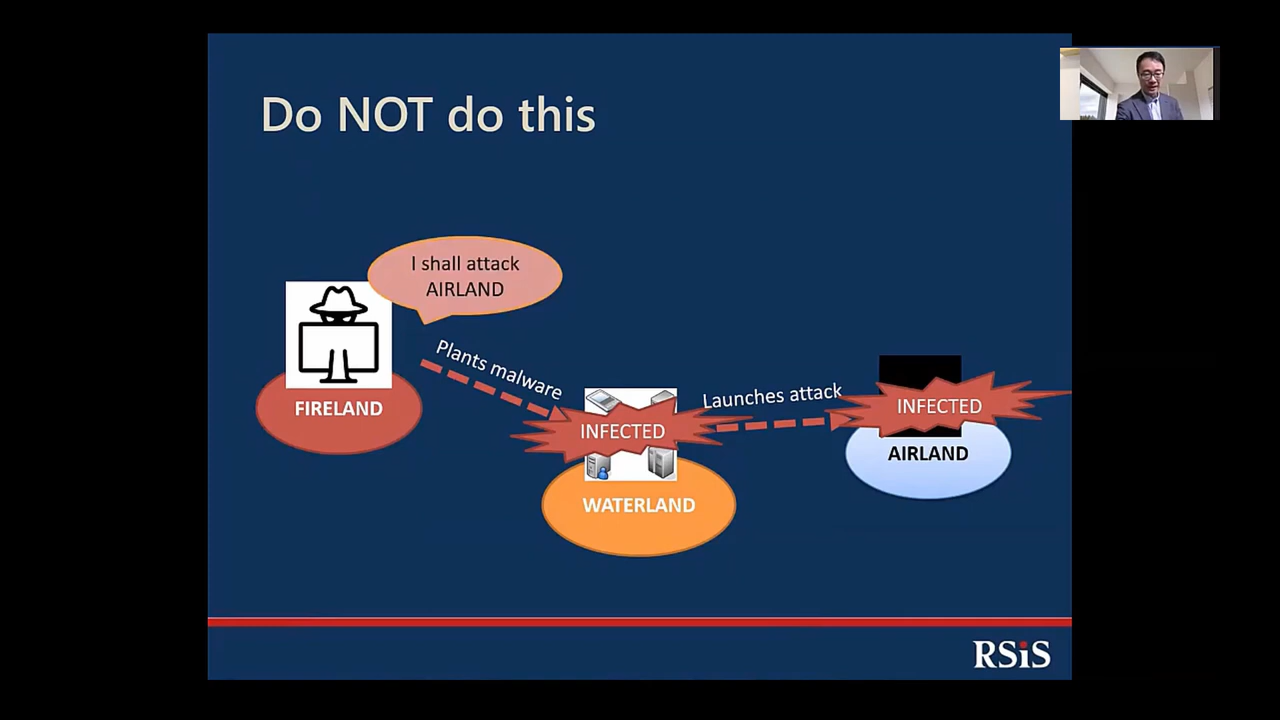 Do NOT do this
I shall attack
AIRLAND
Plants malware
Launches attack
FIRELAND
INFECTED
INFECTED
WATERLAND
AIRLAND
RSiS